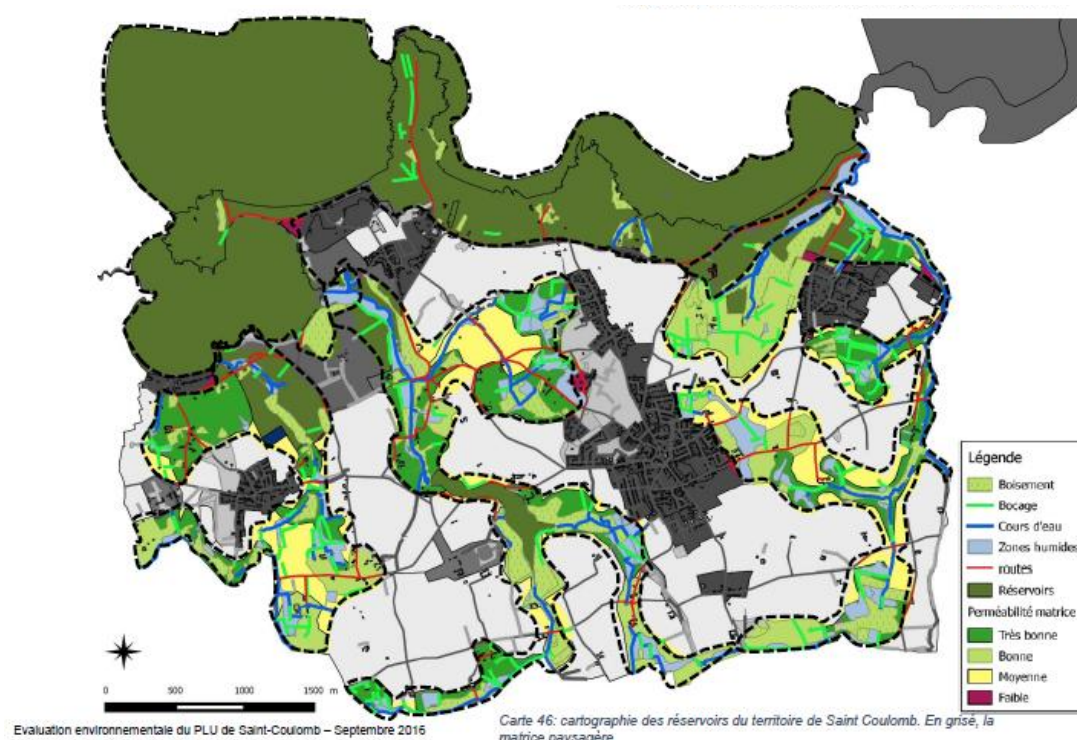 Légende
Boisement
Bocage
Cours d'eau
Zones humides
routes
Réservoirs
Perméabilité matrice
Très bonne
Bonne
Moyenne
Faible
0 500 1000 1500 m
Evaluation environnementale du PLU de Saint-Coulomb – Septembre 2016
Carte 46: cartographie des réservoirs du territoire de Saint Coulomb. En grisé, la
matrice paysagère